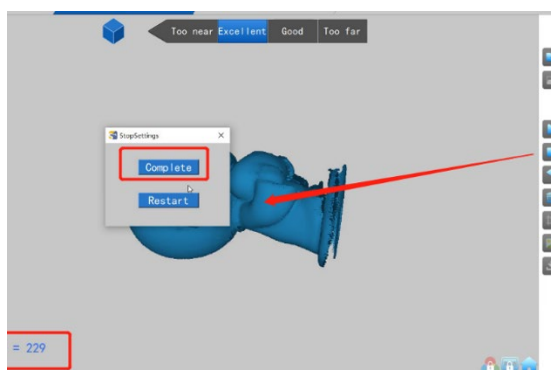 Too near Excellent Good Too far
StopSettings
Complete
Restart
= 229